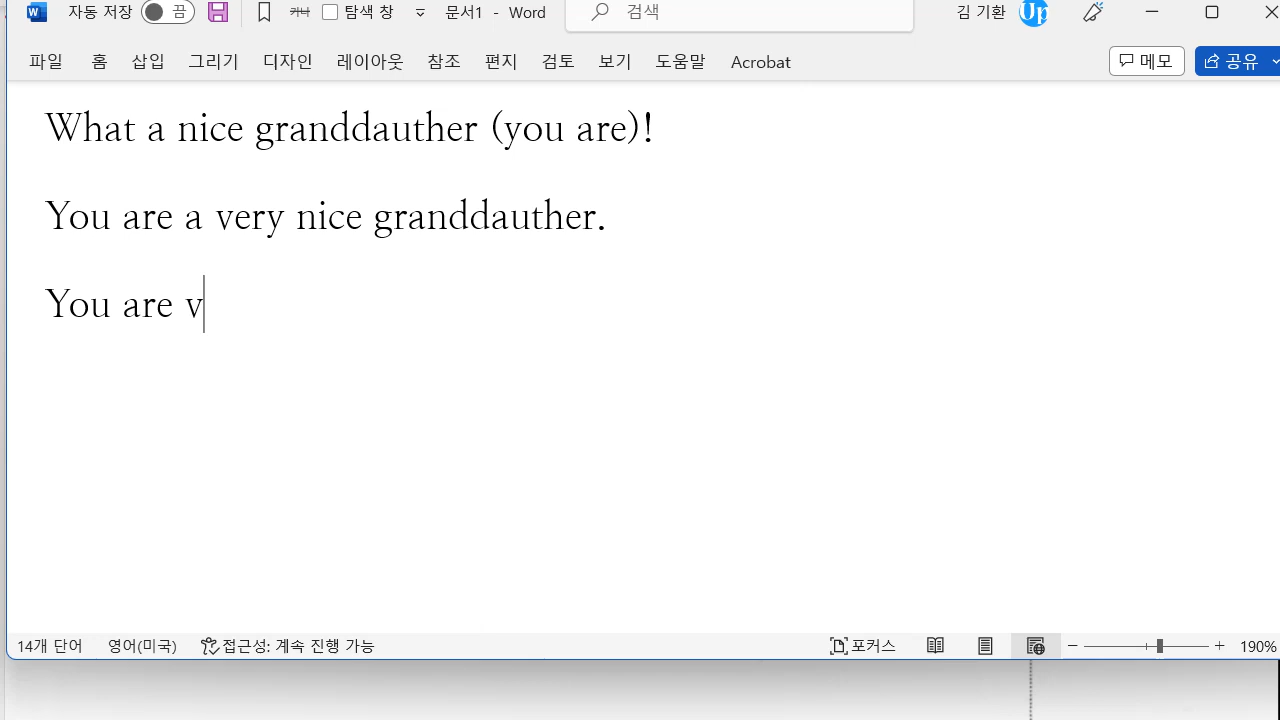 자동 저장 끔 가나 탐색 창 문서1 - Word 검색 김 기환 Up
파일 홈 삽입 그리기 디자인 레이아웃 참조 편지 검토 보기 도움말 Acrobat 메모 공유
What a nice granddauther (you are)!
You are a very nice granddauther.
You are v
14개 단어 영어(미국) 접근성: 계속 진행 가능 포커스 190%